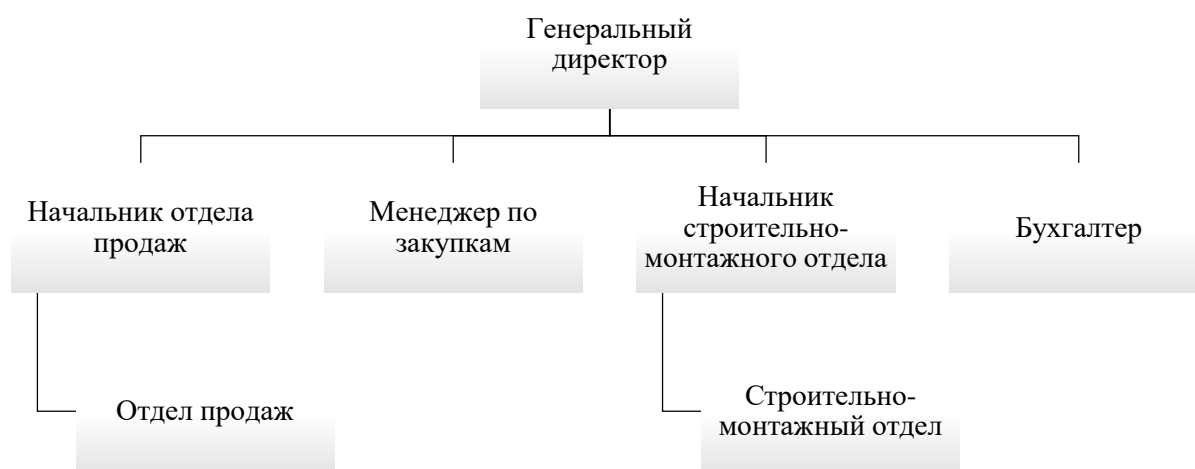 Генеральный
директор
Начальник отдела
продаж
Менеджер по
закупкам
Начальник
строительно-
монтажного отдела
Бухгалтер
Отдел продаж
Строительно-
монтажный отдел